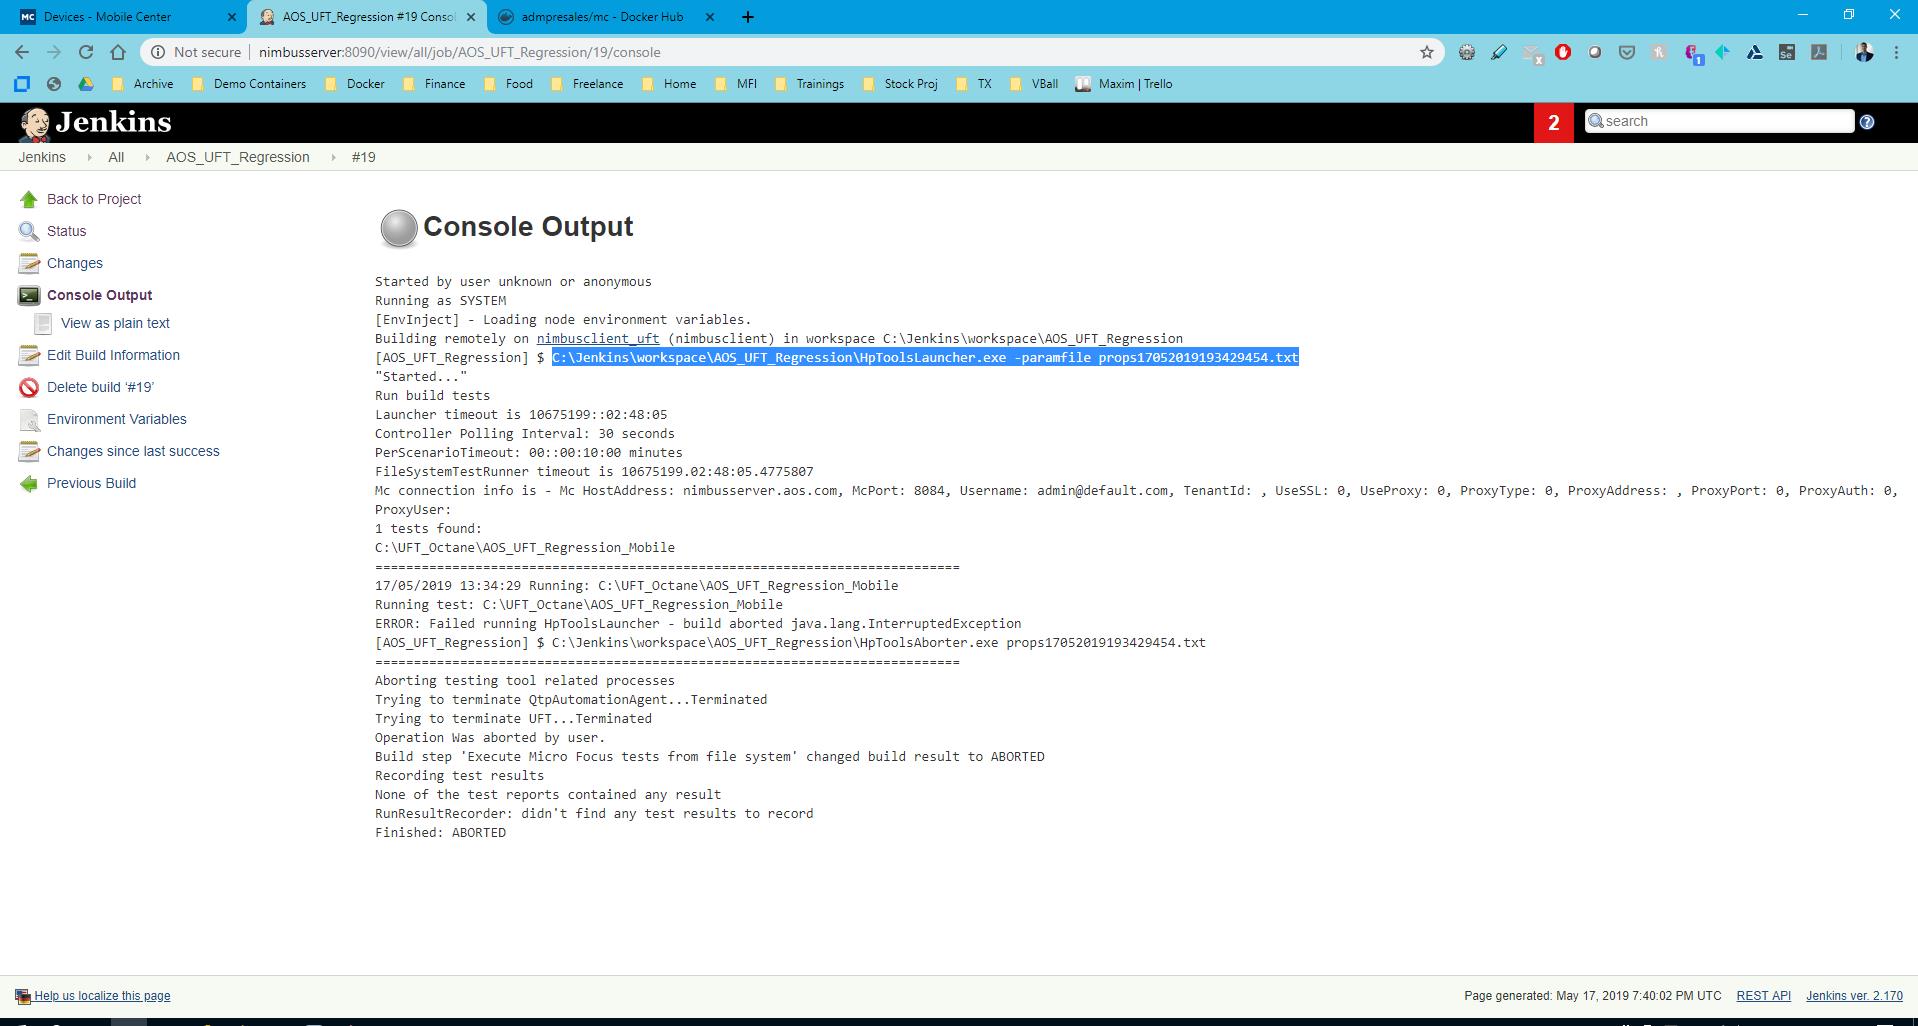 MC Devices - Mobile Center
AOS_UFT_Regression #19 Conso
admpresales/mc - Docker Hub
Not secure
nimbusserver:8090/view/all/job/AOS_UFT_Regression/19/console
Archive Demo Containers Docker Finance Food Freelance Home MFI Trainings Stock Proj TX VBall Maxim | Trello
Jenkins
2
search
Jenkins All AOS_UFT_Regression #19
Back to Project
Status
Changes
Console Output
View as plain text
Edit Build Information
Delete build ‘#19’
Environment Variables
Changes since last success
Previous Build
Console Output
Started by user unknown or anonymous
Running as SYSTEM
[EnvInject] - Loading node environment variables.
Building remotely on nimbusclient_uft (nimbusclient) in workspace C:\Jenkins\workspace\AOS_UFT_Regression
[AOS_UFT_Regression] $ C:\Jenkins\workspace\AOS_UFT_Regression\HpToolsLauncher.exe -paramfile props17052019193429454.txt
"Started..."
Run build tests
Launcher timeout is 10675199::02:48:05
Controller Polling Interval: 30 seconds
PerScenarioTimeout: 00::00:10:00 minutes
FileSystemTestRunner timeout is 10675199.02:48:05.4775807
Mc connection info is - Mc HostAddress: nimbusserver.aos.com, McPort: 8084, Username: admin@default.com, TenantId: , UseSSL: 0, UseProxy: 0, ProxyType: 0, ProxyAddress: , ProxyPort: 0, ProxyAuth: 0,
ProxyUser:
1 tests found:
C:\UFT_Octane\AOS_UFT_Regression_Mobile
============================================================================
17/05/2019 13:34:29 Running: C:\UFT_Octane\AOS_UFT_Regression_Mobile
Running test: C:\UFT_Octane\AOS_UFT_Regression_Mobile
ERROR: Failed running HpToolsLauncher - build aborted java.lang.InterruptedException
[AOS_UFT_Regression] $ C:\Jenkins\workspace\AOS_UFT_Regression\HpToolsAborter.exe props17052019193429454.txt
============================================================================
Aborting testing tool related processes
Trying to terminate QtpAutomationAgent...Terminated
Trying to terminate UFT...Terminated
Operation Was aborted by user.
Build step 'Execute Micro Focus tests from file system' changed build result to ABORTED
Recording test results
None of the test reports contained any result
RunResultRecorder: didn't find any test results to record
Finished: ABORTED
Help us localize this page
Page generated: May 17, 2019 7:40:02 PM UTC REST API Jenkins ver. 2.170